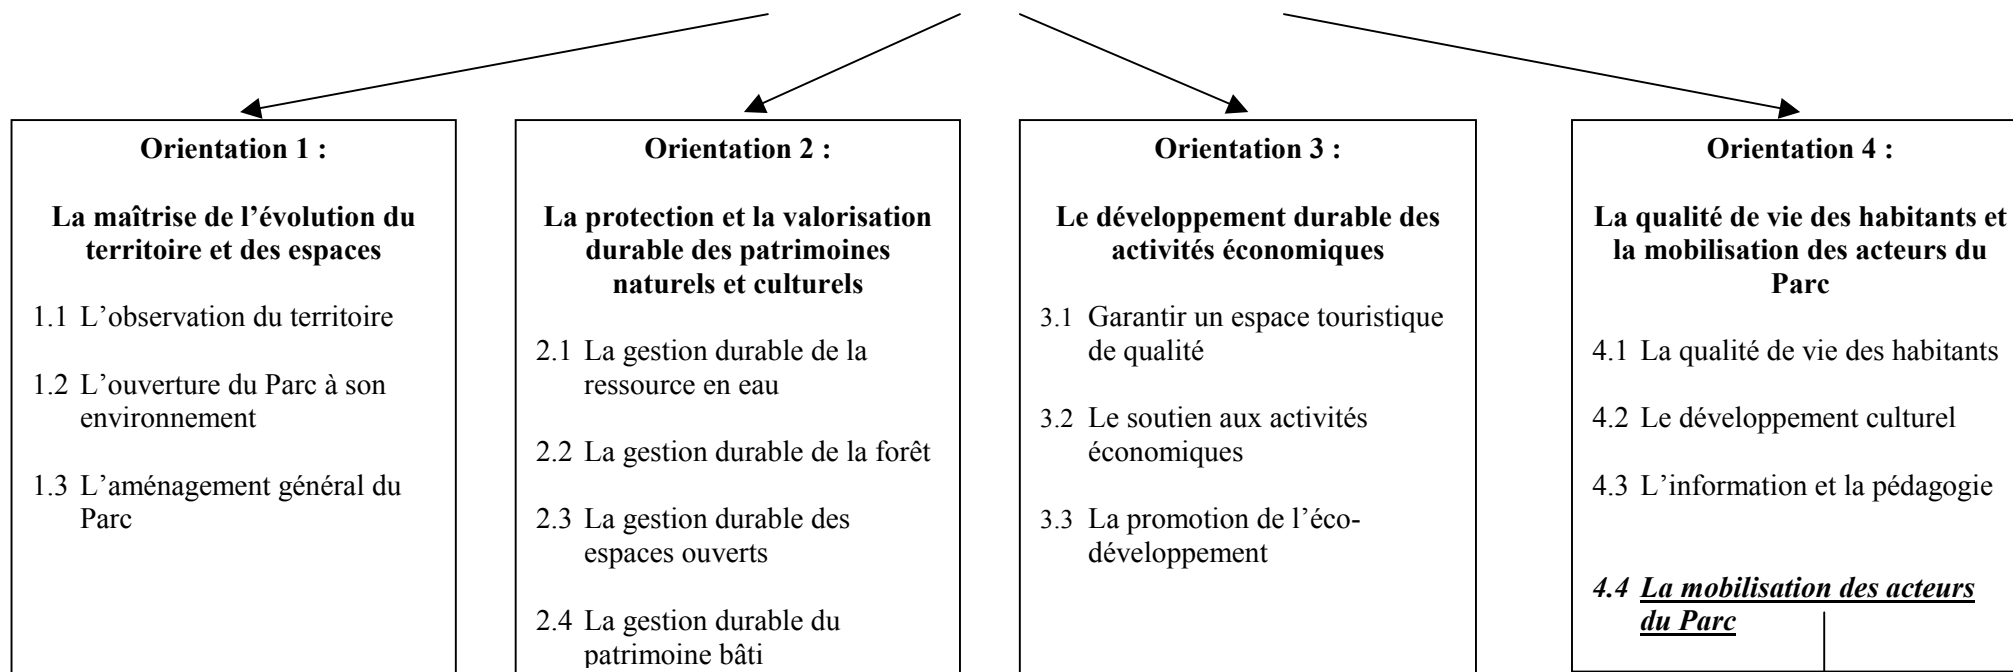 Orientation 1 :
La maîtrise de l’évolution du
territoire et des espaces
1.1 L’observation du territoire
1.2 L’ouverture du Parc à son
environnement
1.3 L’aménagement général du
Parc
Orientation 2 :
La protection et la valorisation
durable des patrimoines
naturels et culturels
2.1 La gestion durable de la
ressource en eau
2.2 La gestion durable de la forêt
2.3 La gestion durable des
espaces ouverts
2.4 La gestion durable du
patrimoine bâti
Orientation 3 :
Le développement durable des
activités économiques
3.1 Garantir un espace touristique
de qualité
3.2 Le soutien aux activités
économiques
3.3 La promotion de l’éco-
développement
Orientation 4 :
La qualité de vie des habitants et
la mobilisation des acteurs du
Parc
4.1 La qualité de vie des habitants
4.2 Le développement culturel
4.3 L’information et la pédagogie
4.4 La mobilisation des acteurs
du Parc